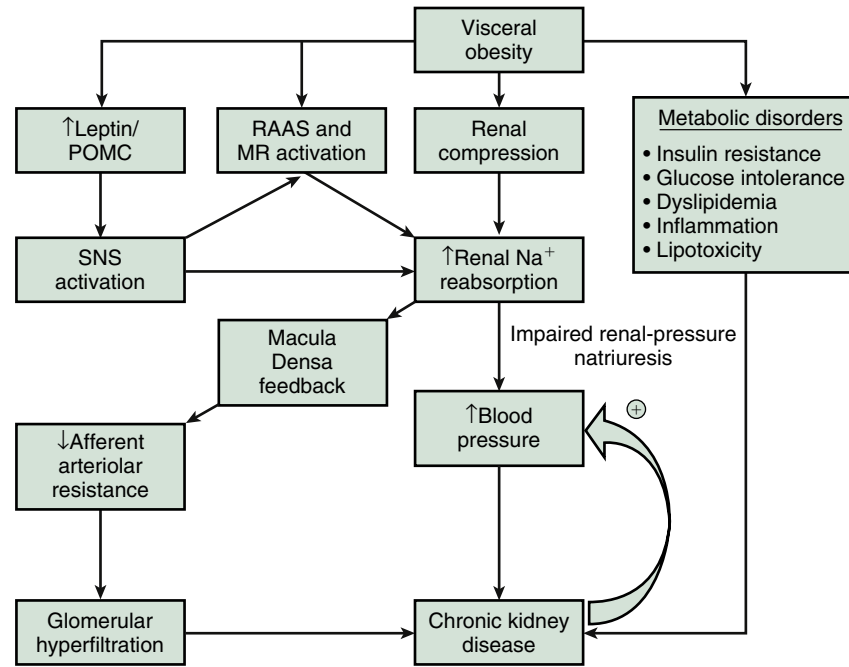 Visceral
obesity
↑Leptin/
POMC
RAAS and
MR activation
Renal
compression
Metabolic disorders
• Insulin resistance
• Glucose intolerance
• Dyslipidemia
• Inflammation
• Lipotoxicity
SNS
activation
↑Renal Na⁺
reabsorption
Macula
Densa
feedback
Impaired renal-pressure
natriuresis
↓Afferent
arteriolar
resistance
↑Blood
pressure
+
Glomerular
hyperfiltration
Chronic kidney
disease